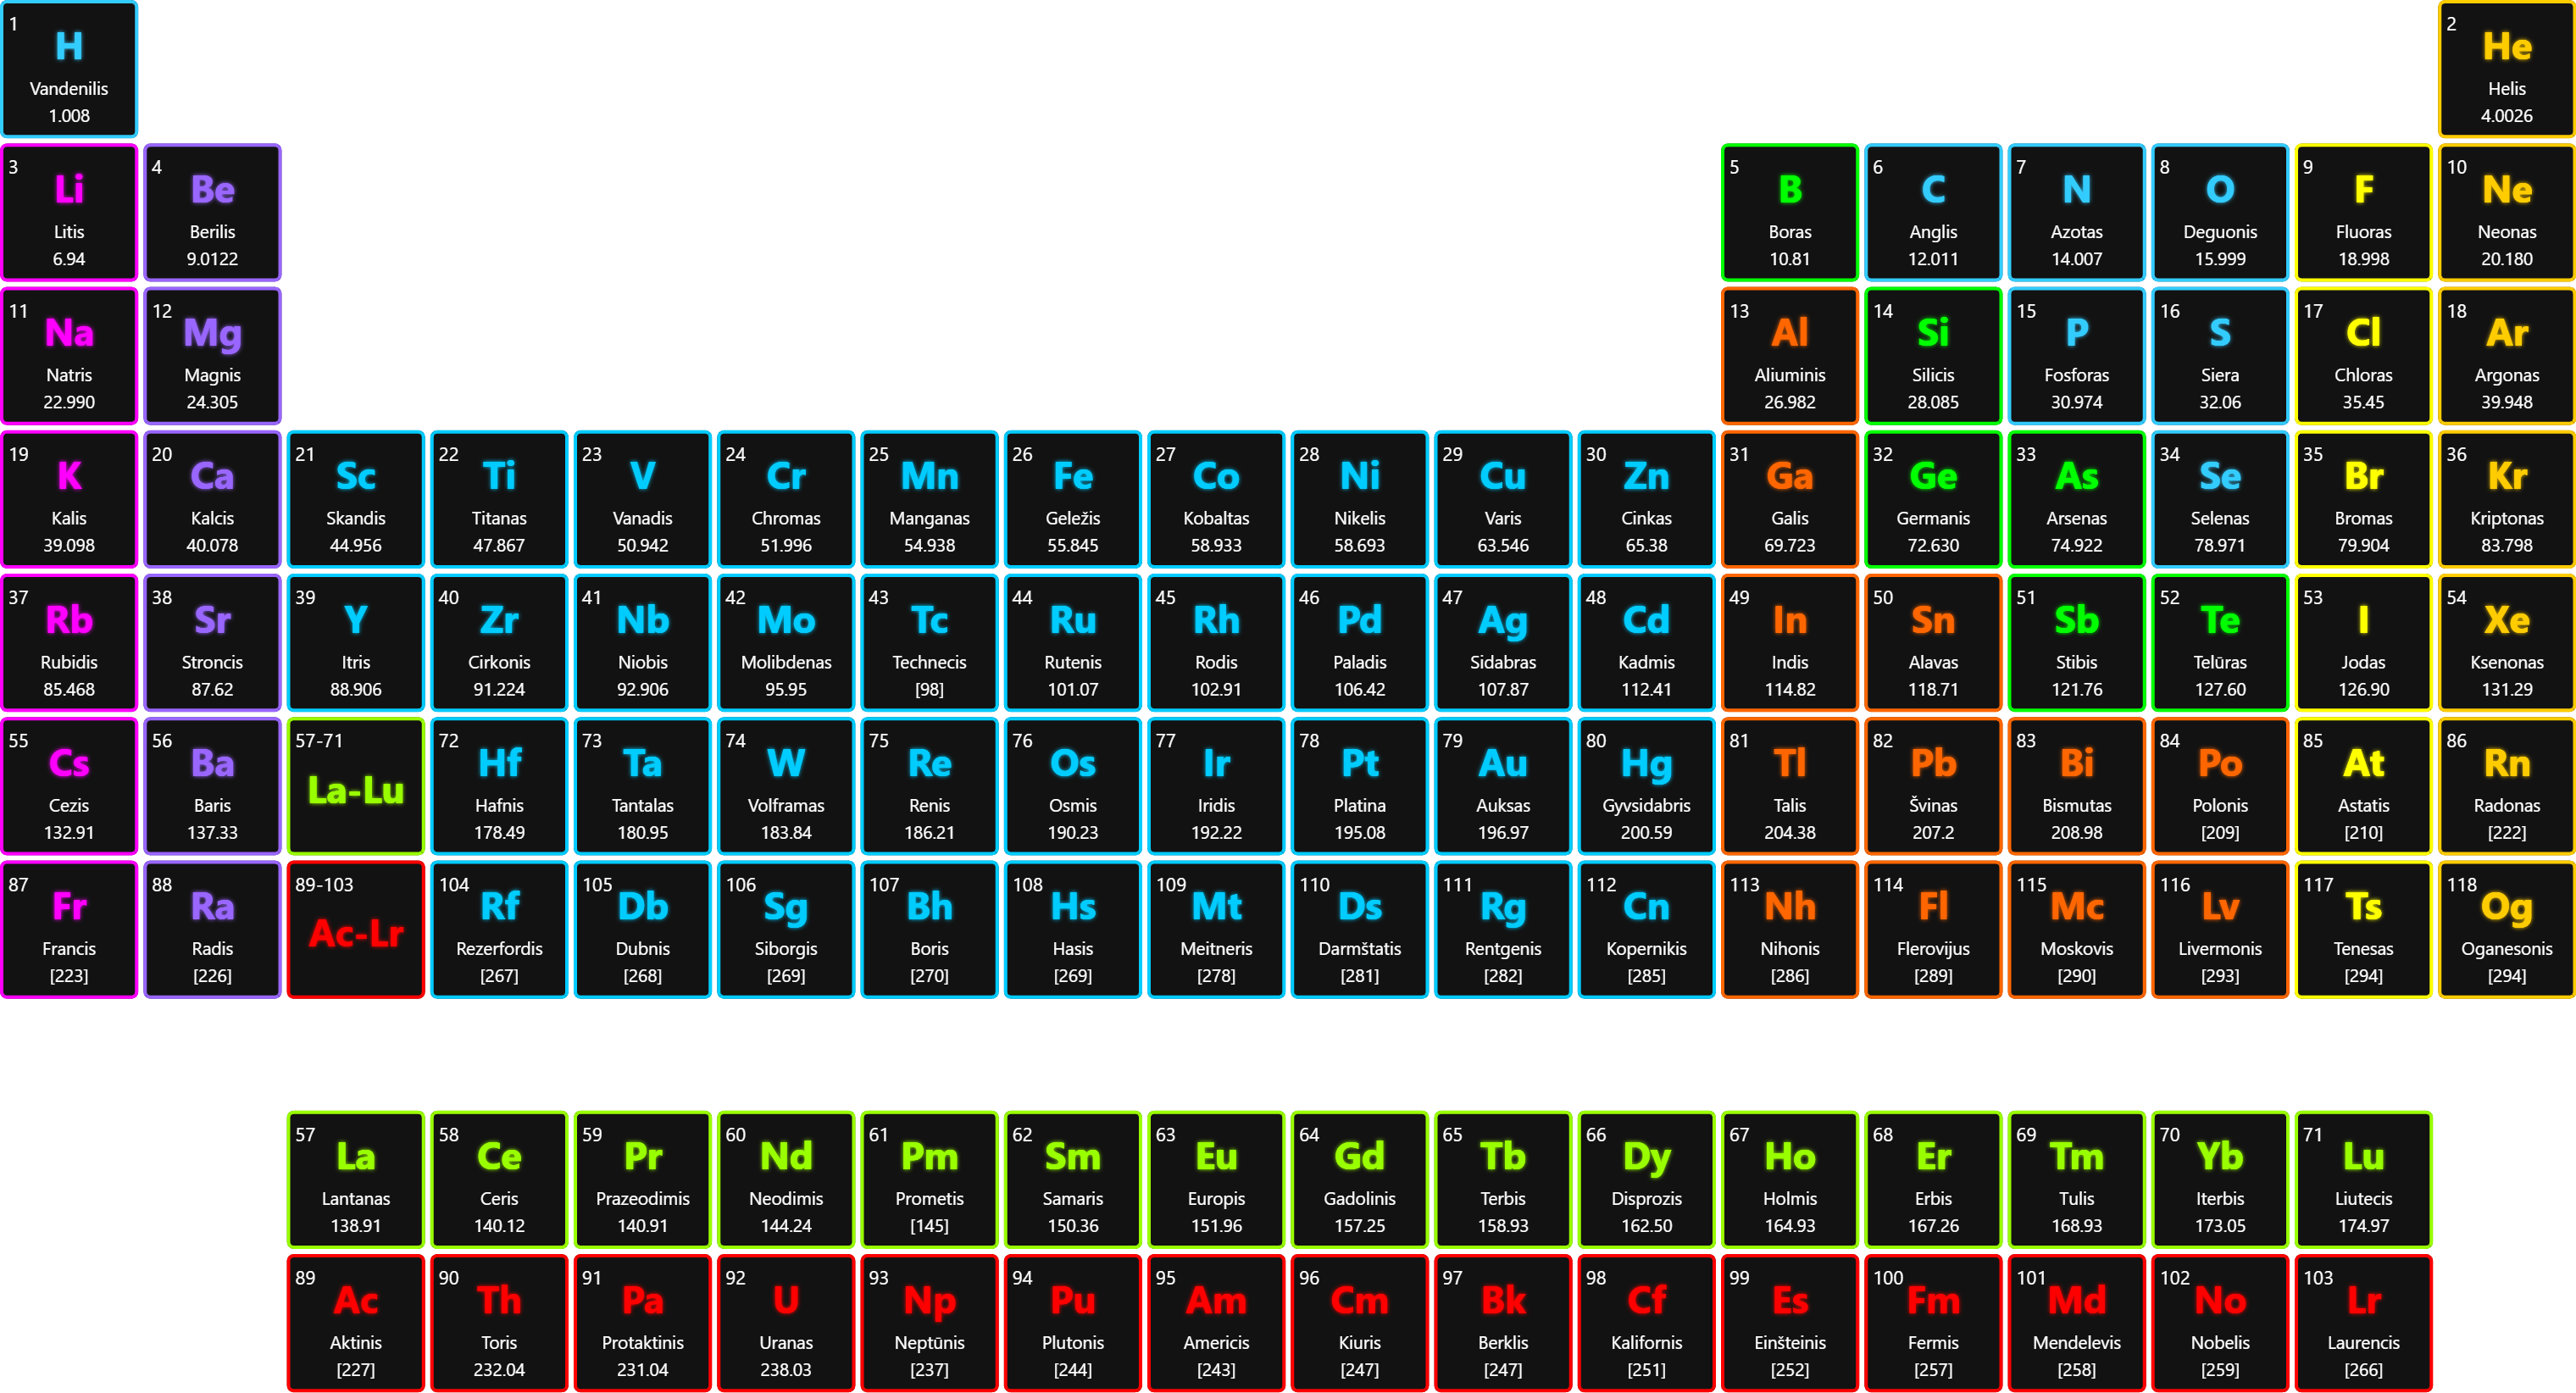 1
H
Vandenilis
1.008
2
He
Helis
4.0026
3
Li
Litis
6.94
4
Be
Berilis
9.0122
5
B
Boras
10.81
6
C
Anglis
12.011
7
N
Azotas
14.007
8
O
Deguonis
15.999
9
F
Fluoras
18.998
10
Ne
Neonas
20.180
11
Na
Natris
22.990
12
Mg
Magnis
24.305
13
Al
Aliuminis
26.982
14
Si
Silicis
28.085
15
P
Fosforas
30.974
16
S
Siera
32.06
17
Cl
Chloras
35.45
18
Ar
Argonas
39.948
19
K
Kalis
39.098
20
Ca
Kalcis
40.078
21
Sc
Skandis
44.956
22
Ti
Titanas
47.867
23
V
Vanadis
50.942
24
Cr
Chromas
51.996
25
Mn
Manganas
54.938
26
Fe
Geležis
55.845
27
Co
Kobaltas
58.933
28
Ni
Nikelis
58.693
29
Cu
Varis
63.546
30
Zn
Cinkas
65.38
31
Ga
Galis
69.723
32
Ge
Germanis
72.630
33
As
Arsenas
74.922
34
Se
Selenas
78.971
35
Br
Bromas
79.904
36
Kr
Kriptonas
83.798
37
Rb
Rubidis
85.468
38
Sr
Stroncis
87.62
39
Y
Itris
88.906
40
Zr
Cirkonis
91.224
41
Nb
Niobis
92.906
42
Mo
Molibdenas
95.95
43
Tc
Technecis
[98]
44
Ru
Rutenis
101.07
45
Rh
Rodis
102.91
46
Pd
Paladis
106.42
47
Ag
Sidabras
107.87
48
Cd
Kadmis
112.41
49
In
Indis
114.82
50
Sn
Alavas
118.71
51
Sb
Stibis
121.76
52
Te
Telūras
127.60
53
I
Jodas
126.90
54
Xe
Ksenonas
131.29
55
Cs
Cezis
132.91
56
Ba
Baris
137.33
57-71
La-Lu
72
Hf
Hafnis
178.49
73
Ta
Tantalas
180.95
74
W
Volframas
183.84
75
Re
Renis
186.21
76
Os
Osmis
190.23
77
Ir
Iridis
192.22
78
Pt
Platina
195.08
79
Au
Auksas
196.97
80
Hg
Gyvsidabris
200.59
81
Tl
Talis
204.38
82
Pb
Švinas
207.2
83
Bi
Bismutas
208.98
84
Po
Polonis
[209]
85
At
Astatis
[210]
86
Rn
Radonas
[222]
87
Fr
Francis
[223]
88
Ra
Radis
[226]
89-103
Ac-Lr
104
Rf
Rezerfordis
[267]
105
Db
Dubnis
[268]
106
Sg
Siborgis
[269]
107
Bh
Boris
[270]
108
Hs
Hasis
[269]
109
Mt
Meitneris
[278]
110
Ds
Darmštatis
[281]
111
Rg
Rentgenis
[282]
112
Cn
Kopernikis
[285]
113
Nh
Nihonis
[286]
114
Fl
Flerovijus
[289]
115
Mc
Moskovis
[290]
116
Lv
Livermonis
[293]
117
Ts
Tenesas
[294]
118
Og
Oganesonis
[294]
57
La
Lantanas
138.91
58
Ce
Ceris
140.12
59
Pr
Prazeodimis
140.91
60
Nd
Neodimis
144.24
61
Pm
Prometis
[145]
62
Sm
Samaris
150.36
63
Eu
Europis
151.96
64
Gd
Gadolinis
157.25
65
Tb
Terbis
158.93
66
Dy
Disprozis
162.50
67
Ho
Holmis
164.93
68
Er
Erbis
167.26
69
Tm
Tulis
168.93
70
Yb
Iterbis
173.05
71
Lu
Liutecis
174.97
89
Ac
Aktinis
[227]
90
Th
Toris
232.04
91
Pa
Protaktinis
231.04
92
U
Uranas
238.03
93
Np
Neptūnis
[237]
94
Pu
Plutonis
[244]
95
Am
Americis
[243]
96
Cm
Kiuris
[247]
97
Bk
Berklis
[247]
98
Cf
Kalifornis
[251]
99
Es
Einšteinis
[252]
100
Fm
Fermis
[257]
101
Md
Mendelevis
[258]
102
No
Nobelis
[259]
103
Lr
Laurencis
[266]